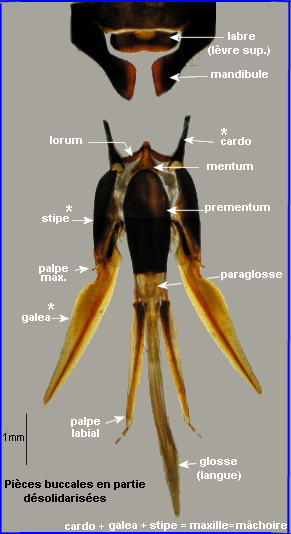 labre
(lèvre sup.)
mandibule
lorum
*
cardo
mentum
*
stipe
prementum
palpe
max.
paraglosse
*
galea
1mm
palpe
labial
glosse
(langue)
Pièces buccales en partie
désolidarisées
cardo + galea + stipe = maxille=mâchoire